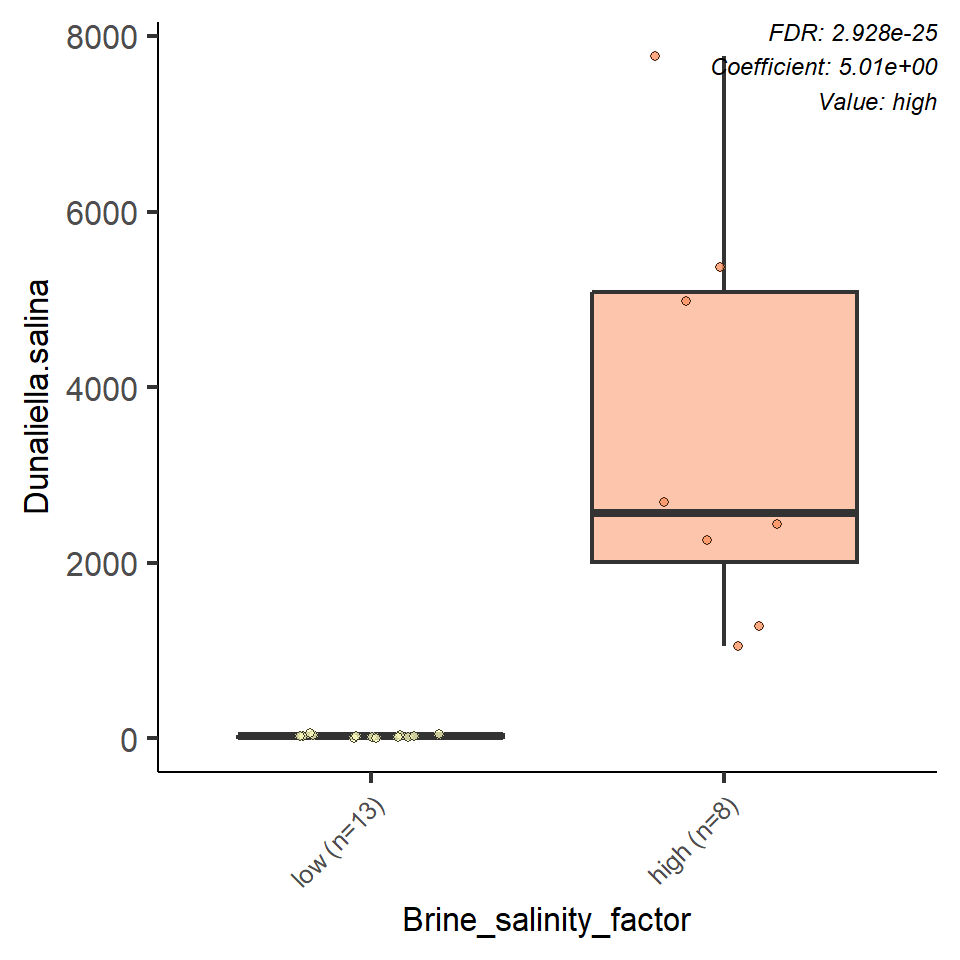 FDR: 2.928e-25
Coefficient: 5.01e+00
Value: high
8000
6000
4000
2000
0
Dunaliella.salina
low (n=13)
high (n=8)
Brine_salinity_factor